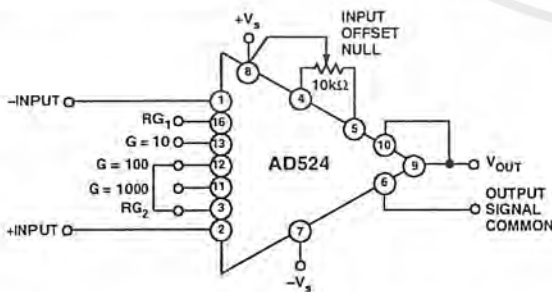 +Vs
INPUT
OFFSET
NULL
8
10kΩ
4
5
–INPUT
1
RG1
16
G = 10
13
10
G = 100
12
AD524
9
VOUT
G = 1000
11
6
OUTPUT
SIGNAL
COMMON
RG2
3
+INPUT
2
7
–Vs